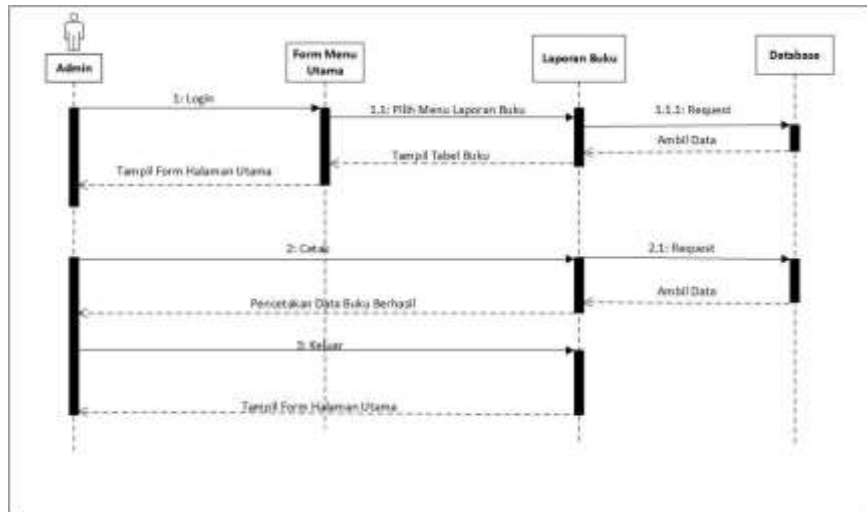 Admin
Form Menu
Utama
Laporan Buku
Database
1: Login
1.1: Pilih Menu Laporan Buku
1.1.1: Request
Ambil Data
Tampil Tabel Buku
Tampil Form Halaman Utama
2: Cetak
2.1: Request
Ambil Data
Pencetakan Data Buku Berhasil
3: Keluar
Tampil Form Halaman Utama